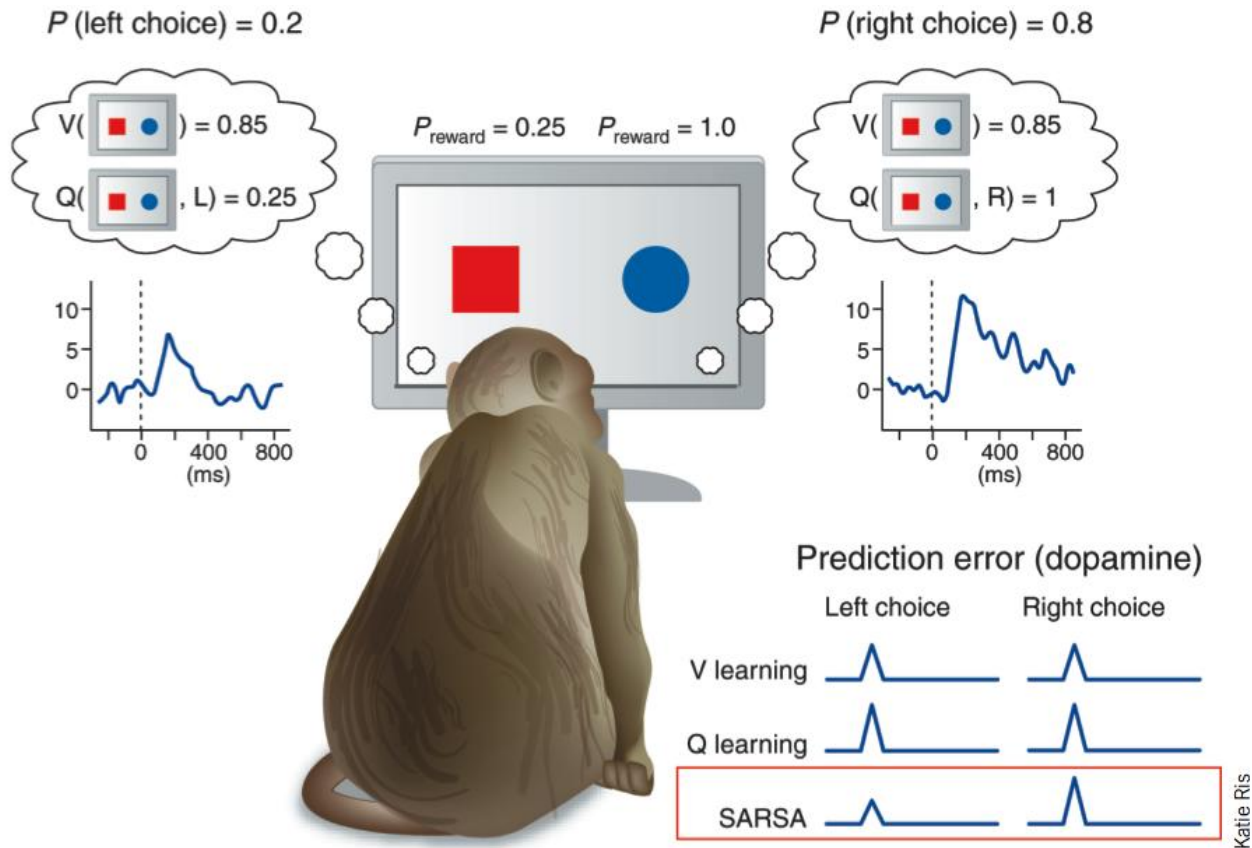 P (left choice) = 0.2
P (right choice) = 0.8
V( ) = 0.85
Q( , L) = 0.25
P reward = 0.25 P reward = 1.0
V( ) = 0.85
Q( , R) = 1
10
5
0
0 400 800
(ms)
10
5
0
0 400 800
(ms)
Prediction error (dopamine)
Left choice Right choice
V learning
Q learning
SARSA
Katie Ris